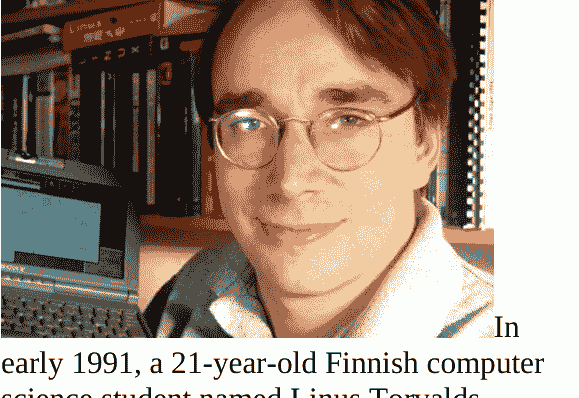 In
early 1991, a 21-year-old Finnish computer
science student named Linus Torvalds